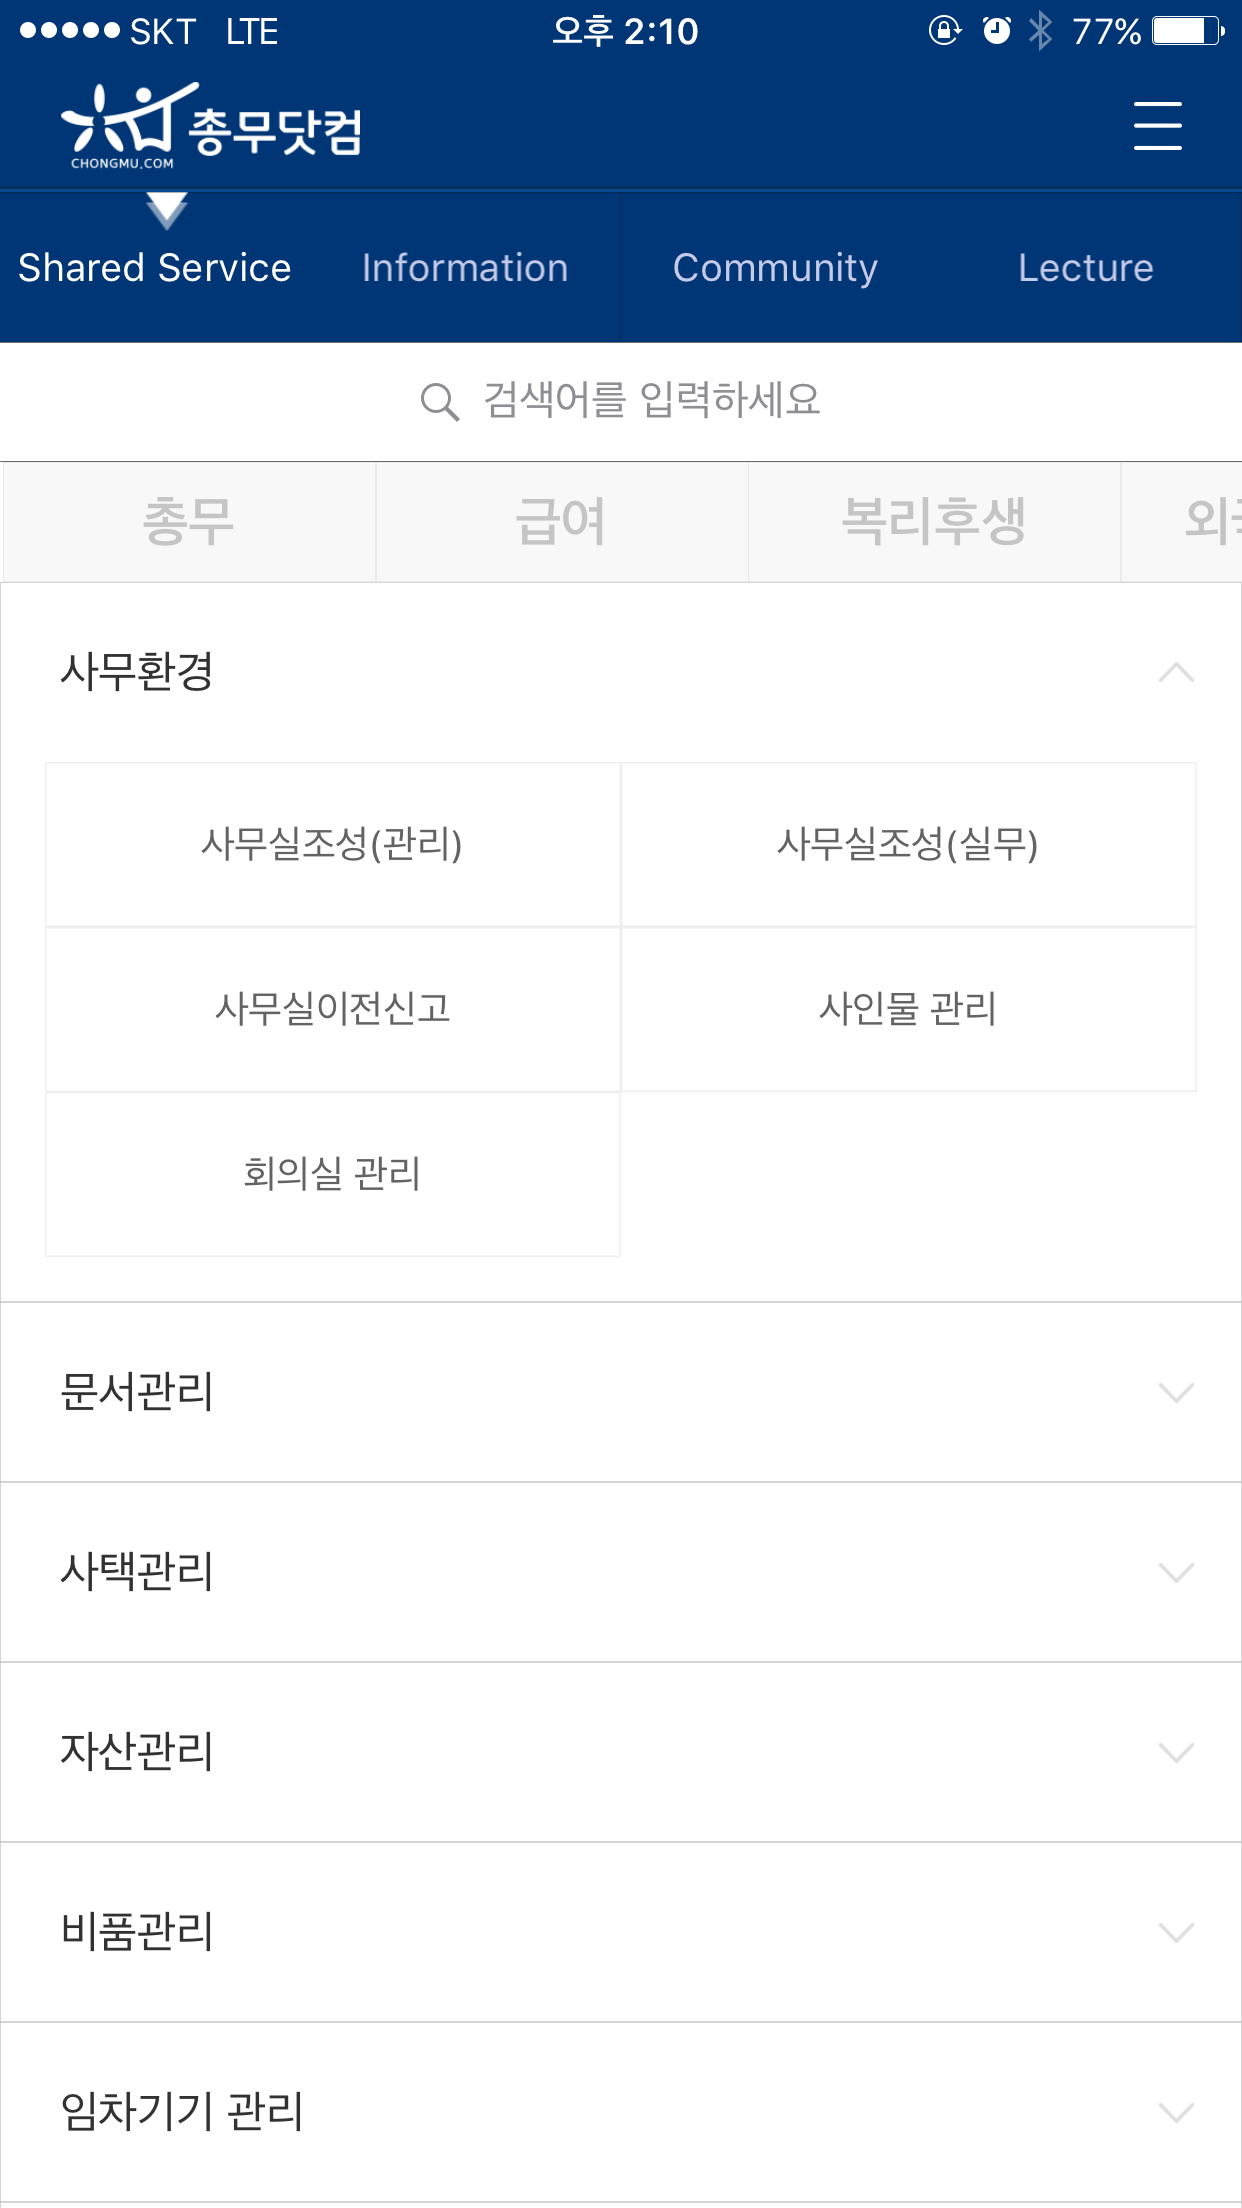 SKT LTE 오후 2:10 77%
총무닷컴
CHONGMU.COM
Shared Service Information Community Lecture
검색어를 입력하세요
총무 급여 복리후생 외
사무환경
사무실조성(관리) 사무실조성(실무)
사무실이전신고 사인물 관리
회의실 관리
문서관리
사택관리
자산관리
비품관리
임차기기 관리